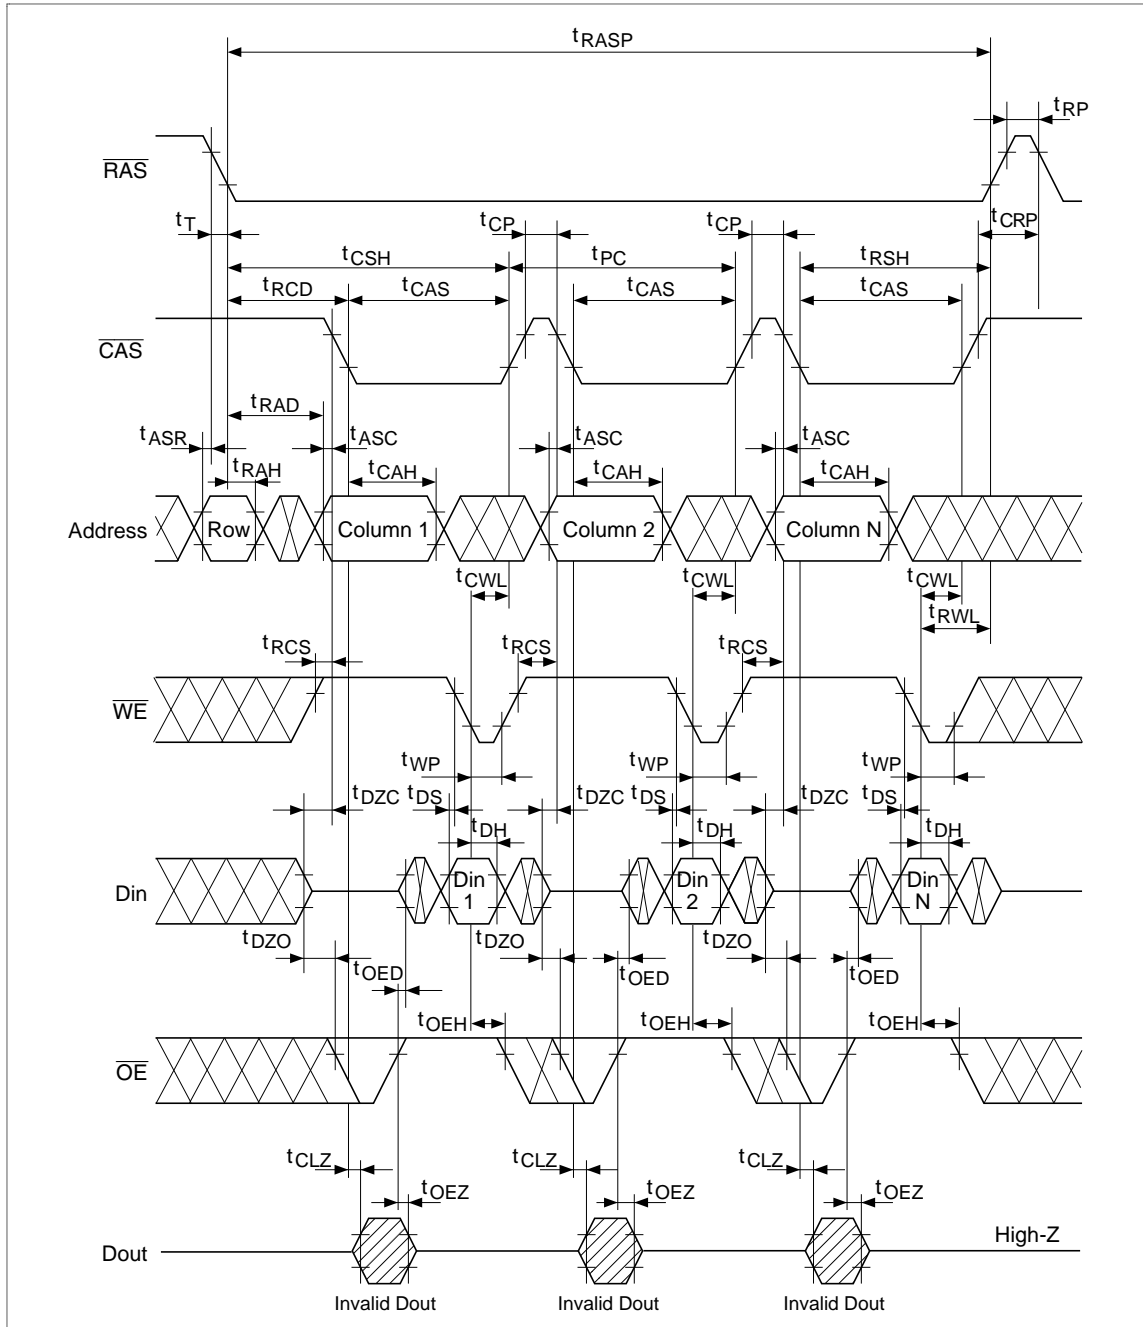 tRASP
tRP
RAS
tT
tCP
tCP
tCRP
tCSH
tPC
tRSH
tRCD
tCAS
tCAS
tCAS
CAS
tRAD
tASR
tASC
tASC
tASC
tRAH
tCAH
tCAH
tCAH
Address
Row
Column 1
Column 2
Column N
tCWL
tCWL
tCWL
tRWL
tRCS
tRCS
tRCS
WE
tWP
tWP
tWP
tDZC
tDS
tDZC
tDS
tDZC
tDS
tDH
tDH
tDH
Din
Din 1
Din 2
Din N
tDZO
tDZO
tDZO
tOED
tOED
tOED
tOEH
tOEH
tOEH
OE
tCLZ
tCLZ
tCLZ
tOEZ
tOEZ
tOEZ
High-Z
Dout
Invalid Dout
Invalid Dout
Invalid Dout